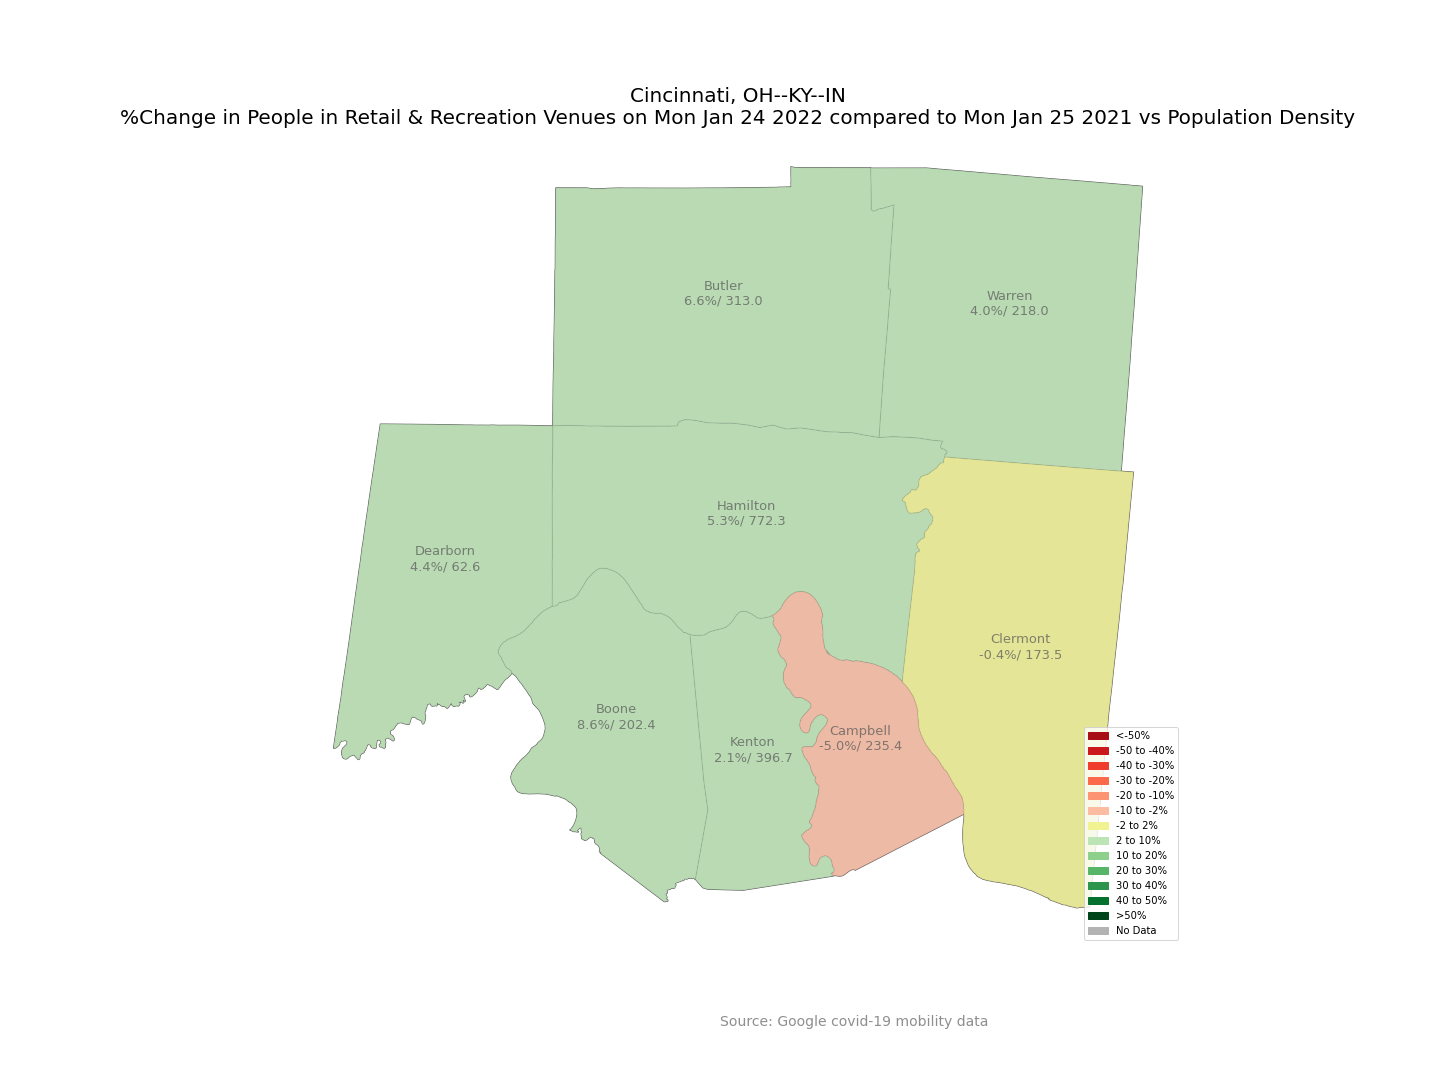 Cincinnati, OH--KY--IN
%Change in People in Retail & Recreation Venues on Mon Jan 24 2022 compared to Mon Jan 25 2021 vs Population Density
Butler
6.6%/ 313.0
Warren
4.0%/ 218.0
Hamilton
5.3%/ 772.3
Dearborn
4.4%/ 62.6
Clermont
-0.4%/ 173.5
Boone
8.6%/ 202.4
Kenton
2.1%/ 396.7
Campbell
-5.0%/ 235.4
<-50%
-50 to -40%
-40 to -30%
-30 to -20%
-20 to -10%
-10 to -2%
-2 to 2%
2 to 10%
10 to 20%
20 to 30%
30 to 40%
40 to 50%
>50%
No Data
Source: Google covid-19 mobility data